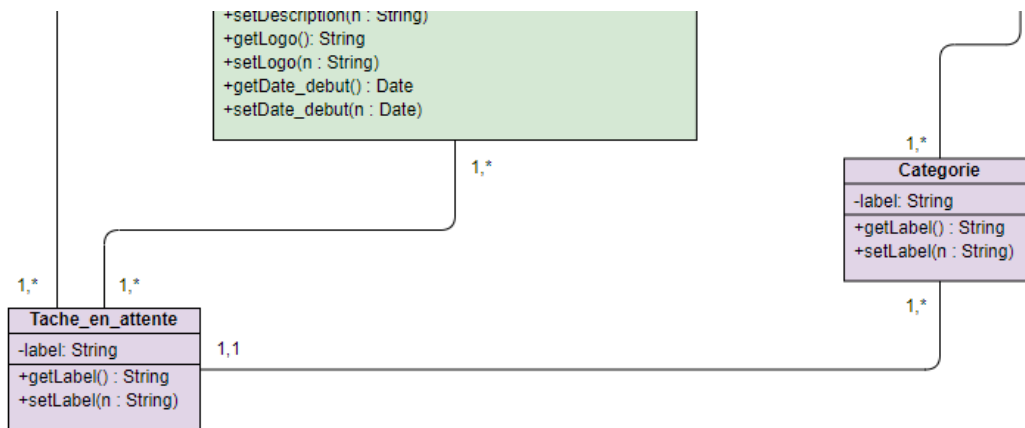 +setDescription(n : String)
+getLogo(): String
+setLogo(n : String)
+getDate_debut() : Date
+setDate_debut(n : Date)
1,*
1,*
Categorie
-label: String
+getLabel() : String
+setLabel(n : String)
1,*
1,*
1,*
Tache_en_attente
-label: String
+getLabel() : String
+setLabel(n : String)
1,1